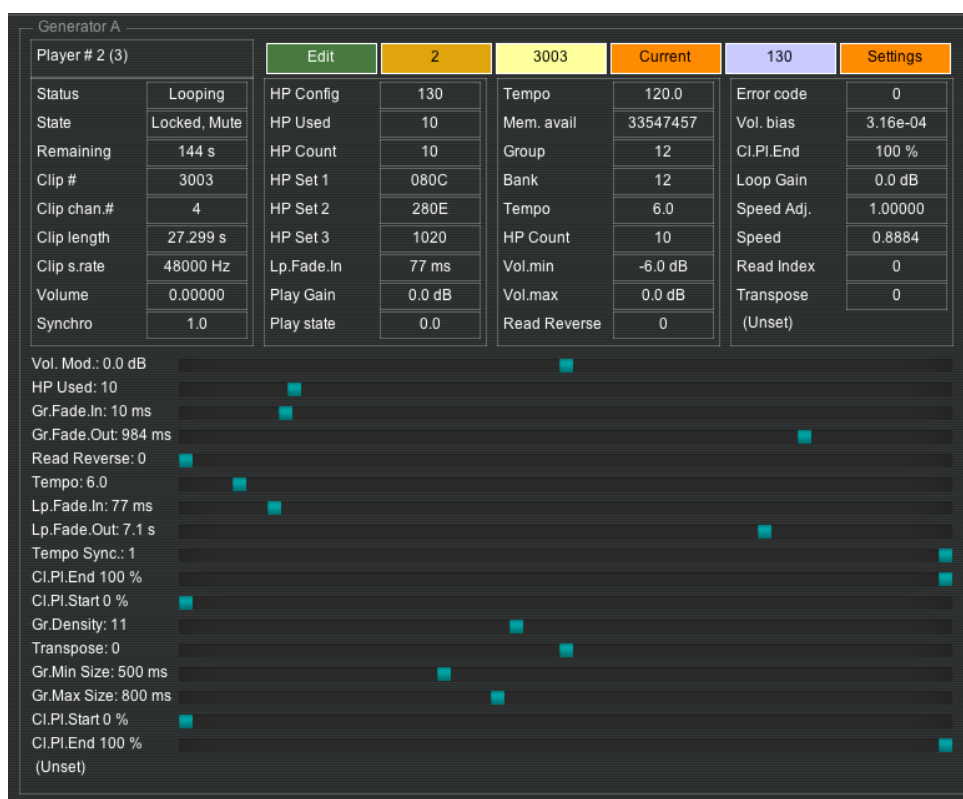 Generator A
Player # 2 (3) Edit 2 3003 Current 130 Settings
Status Looping HP Config 130 Tempo 120.0 Error code 0
State Locked, Mute HP Used 10 Mem. avail 33547457 Vol. bias 3.16e-04
Remaining 144 s HP Count 10 Group 12 Cl.Pl.End 100 %
Clip # 3003 HP Set 1 080C Bank 12 Loop Gain 0.0 dB
Clip chan.# 4 HP Set 2 280E Tempo 6.0 Speed Adj. 1.00000
Clip length 27.299 s HP Set 3 1020 HP Count 10 Speed 0.8884
Clip s.rate 48000 Hz Lp.Fade.In 77 ms Vol.min -6.0 dB Read Index 0
Volume 0.00000 Play Gain 0.0 dB Vol.max 0.0 dB Transpose 0
Synchro 1.0 Play state 0.0 Read Reverse 0 (Unset)
Vol. Mod.: 0.0 dB
HP Used: 10
Gr.Fade.In: 10 ms
Gr.Fade.Out: 984 ms
Read Reverse: 0
Tempo: 6.0
Lp.Fade.In: 77 ms
Lp.Fade.Out: 7.1 s
Tempo Sync.: 1
Cl.Pl.End 100 %
Cl.Pl.Start 0 %
Gr.Density: 11
Transpose: 0
Gr.Min Size: 500 ms
Gr.Max Size: 800 ms
Cl.Pl.Start 0 %
Cl.Pl.End 100 %
(Unset)